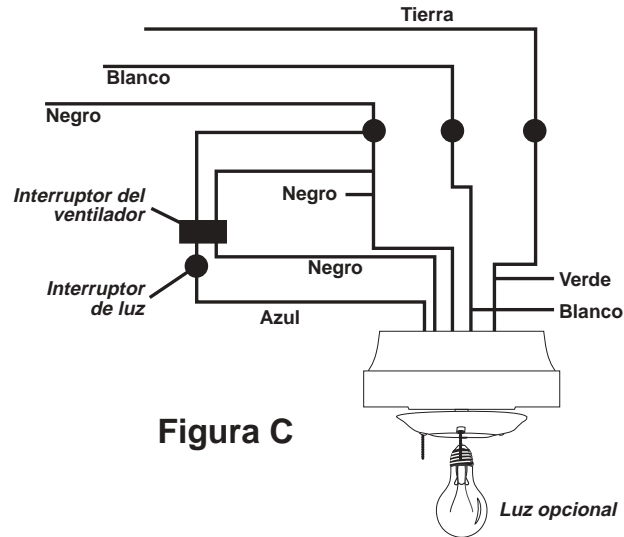 Tierra
Blanco
Negro
Negro
Interruptor del
ventilador
Negro
Verde
Interruptor
de luz
Azul
Blanco
Figura C
Luz opcional